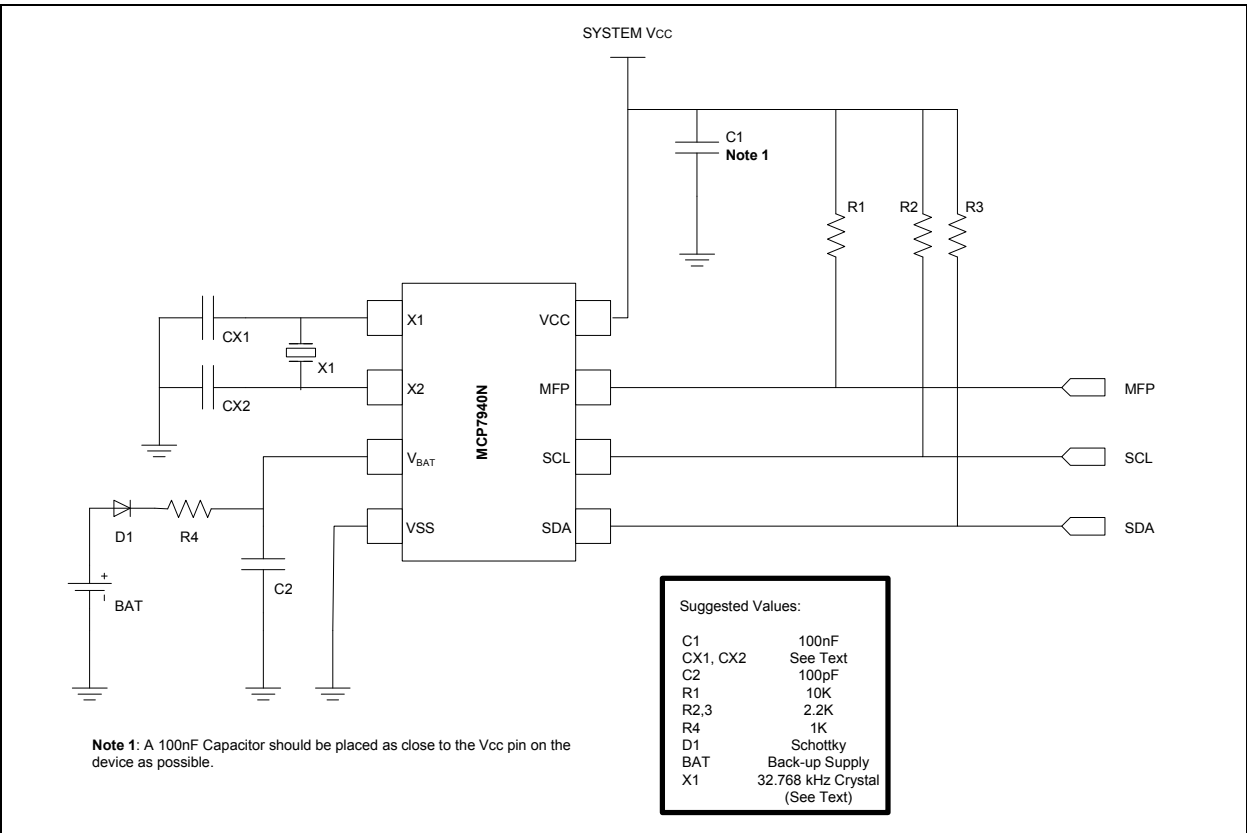 SYSTEM VCC
C1
Note 1
R1
R2
R3
CX1
X1
CX2
X1
X2
VBAT
VSS
MCP7940N
VCC
MFP
SCL
SDA
MFP
SCL
SDA
D1
R4
C2
+
-
BAT
Suggested Values:
C1 100nF
CX1, CX2 See Text
C2 100pF
R1 10K
R2,3 2.2K
R4 1K
D1 Schottky
BAT Back-up Supply
X1 32.768 kHz Crystal
(See Text)
Note 1: A 100nF Capacitor should be placed as close to the Vcc pin on the
device as possible.